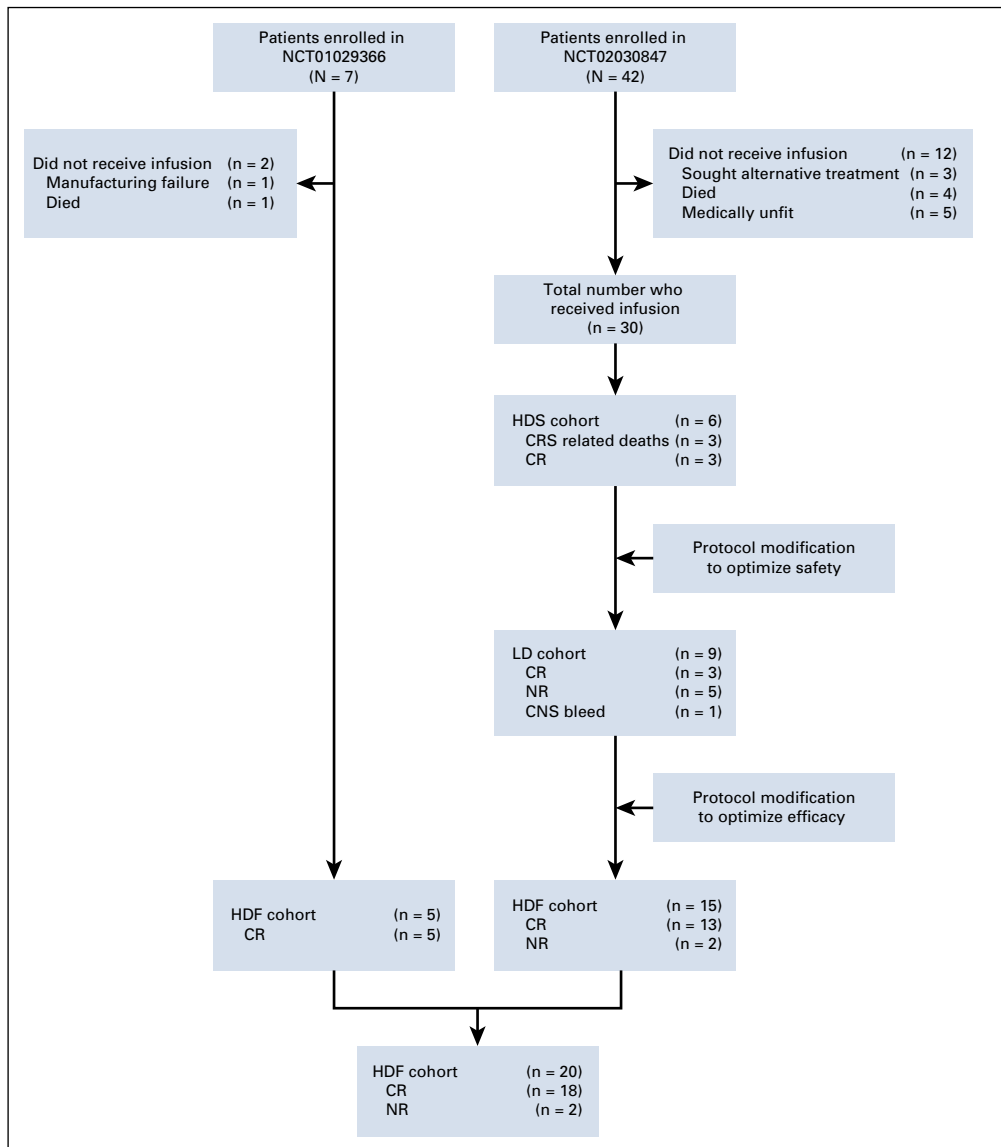 Patients enrolled in
NCT01029366
(N = 7)
Patients enrolled in
NCT02030847
(N = 42)
Did not receive infusion (n = 2)
Manufacturing failure (n = 1)
Died (n = 1)
Did not receive infusion (n = 12)
Sought alternative treatment (n = 3)
Died (n = 4)
Medically unfit (n = 5)
Total number who
received infusion
(n = 30)
HDS cohort (n = 6)
CRS related deaths (n = 3)
CR (n = 3)
Protocol modification
to optimize safety
LD cohort (n = 9)
CR (n = 3)
NR (n = 5)
CNS bleed (n = 1)
Protocol modification
to optimize efficacy
HDF cohort (n = 5)
CR (n = 5)
HDF cohort (n = 15)
CR (n = 13)
NR (n = 2)
HDF cohort (n = 20)
CR (n = 18)
NR (n = 2)